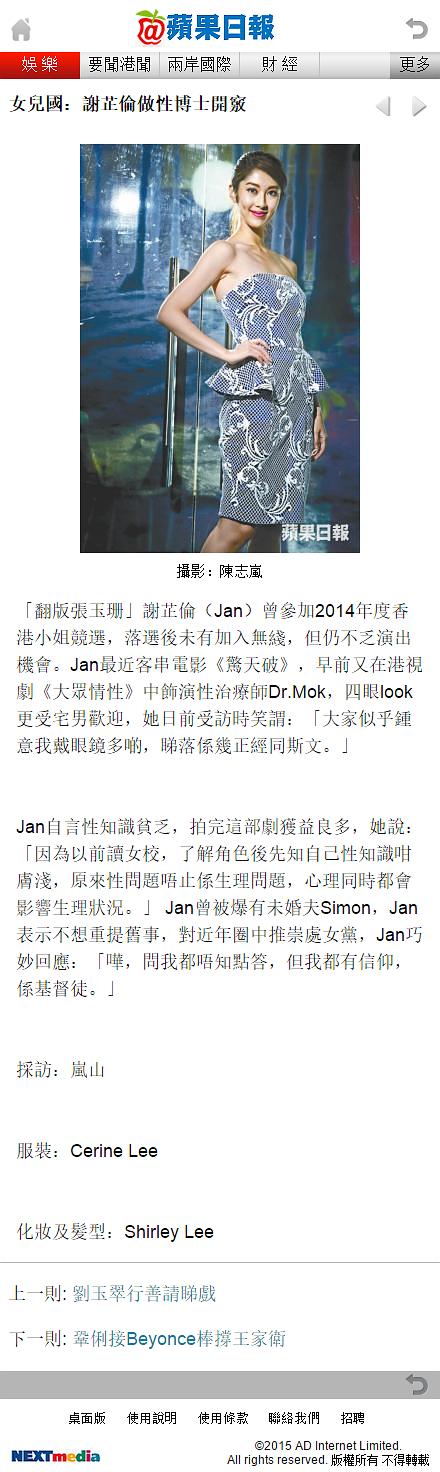 蘋果日報
娛樂 要聞港聞 兩岸國際 財經 更多
女兒國：謝芷倫做性博士開竅
蘋果日報
攝影：陳志嵐
「翻版張玉珊」謝芷倫（Jan）曾參加2014年度香
港小姐競選，落選後未有加入無綫，但仍不乏演出
機會。Jan最近客串電影《驚天破》，早前又在港視
劇《大眾情性》中飾演性治療師Dr.Mok，四眼look
更受宅男歡迎，她日前受訪時笑謂：「大家似乎鍾
意我戴眼鏡多啲，睇落係幾正經同斯文。」
Jan自言性知識貧乏，拍完這部劇獲益良多，她說：
「因為以前讀女校，了解角色後先知自己性知識咁
膚淺，原來性問題唔止係生理問題，心理同時都會
影響生理狀況。」 Jan曾被爆有未婚夫Simon，Jan
表示不想重提舊事，對近年圈中推崇處女黨，Jan巧
妙回應：「嘩，問我都唔知點答，但我都有信仰，
係基督徒。」
採訪：嵐山
服裝：Cerine Lee
化妝及髮型：Shirley Lee
上一則: 劉玉翠行善請睇戲
下一則: 鞏俐接Beyonce棒撐王家衛
桌面版 使用說明 使用條款 聯絡我們 招聘
NEXTmedia
©2015 AD Internet Limited.
All rights reserved. 版權所有 不得轉載